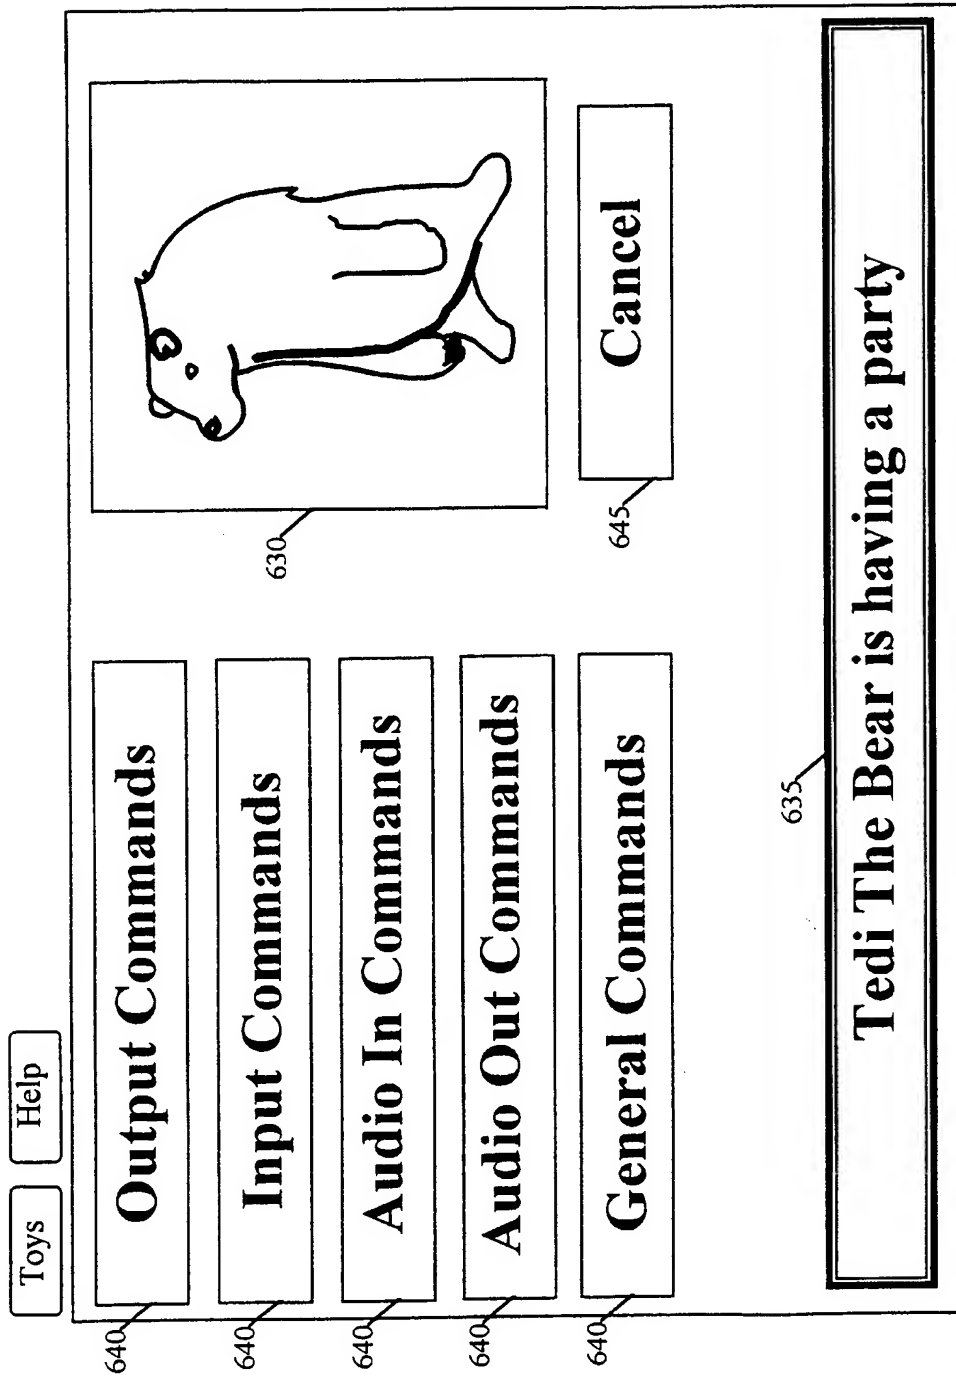 Toys
Help
640
Output Commands
640
Input Commands
640
Audio In Commands
640
Audio Out Commands
640
General Commands
630
645
Cancel
635
Tedi The Bear is having a party